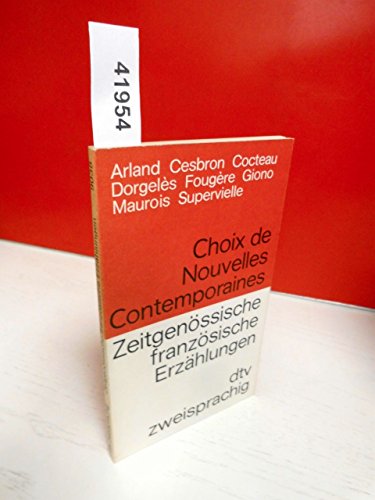 41954
Arland Cesbron Cocteau
Dorgelès Fougère Giono
Maurois Supervielle
Choix de
Nouvelles
Contemporaines
Zeitgenössische
französische
Erzählungen
dtv
zweisprachig